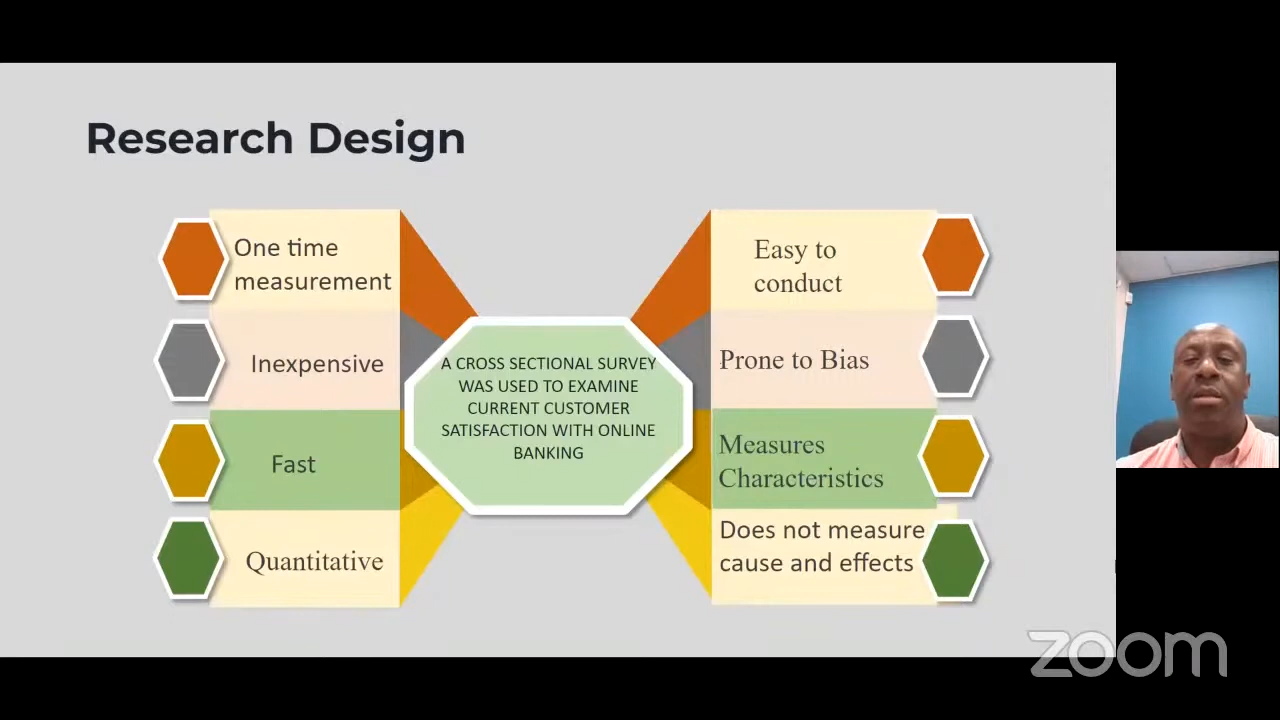 Research Design
One time
measurement
Inexpensive
Fast
Quantitative
A CROSS SECTIONAL SURVEY
WAS USED TO EXAMINE
CURRENT CUSTOMER
SATISFACTION WITH ONLINE
BANKING
Easy to
conduct
Prone to Bias
Measures
Characteristics
Does not measure
cause and effects
zoom